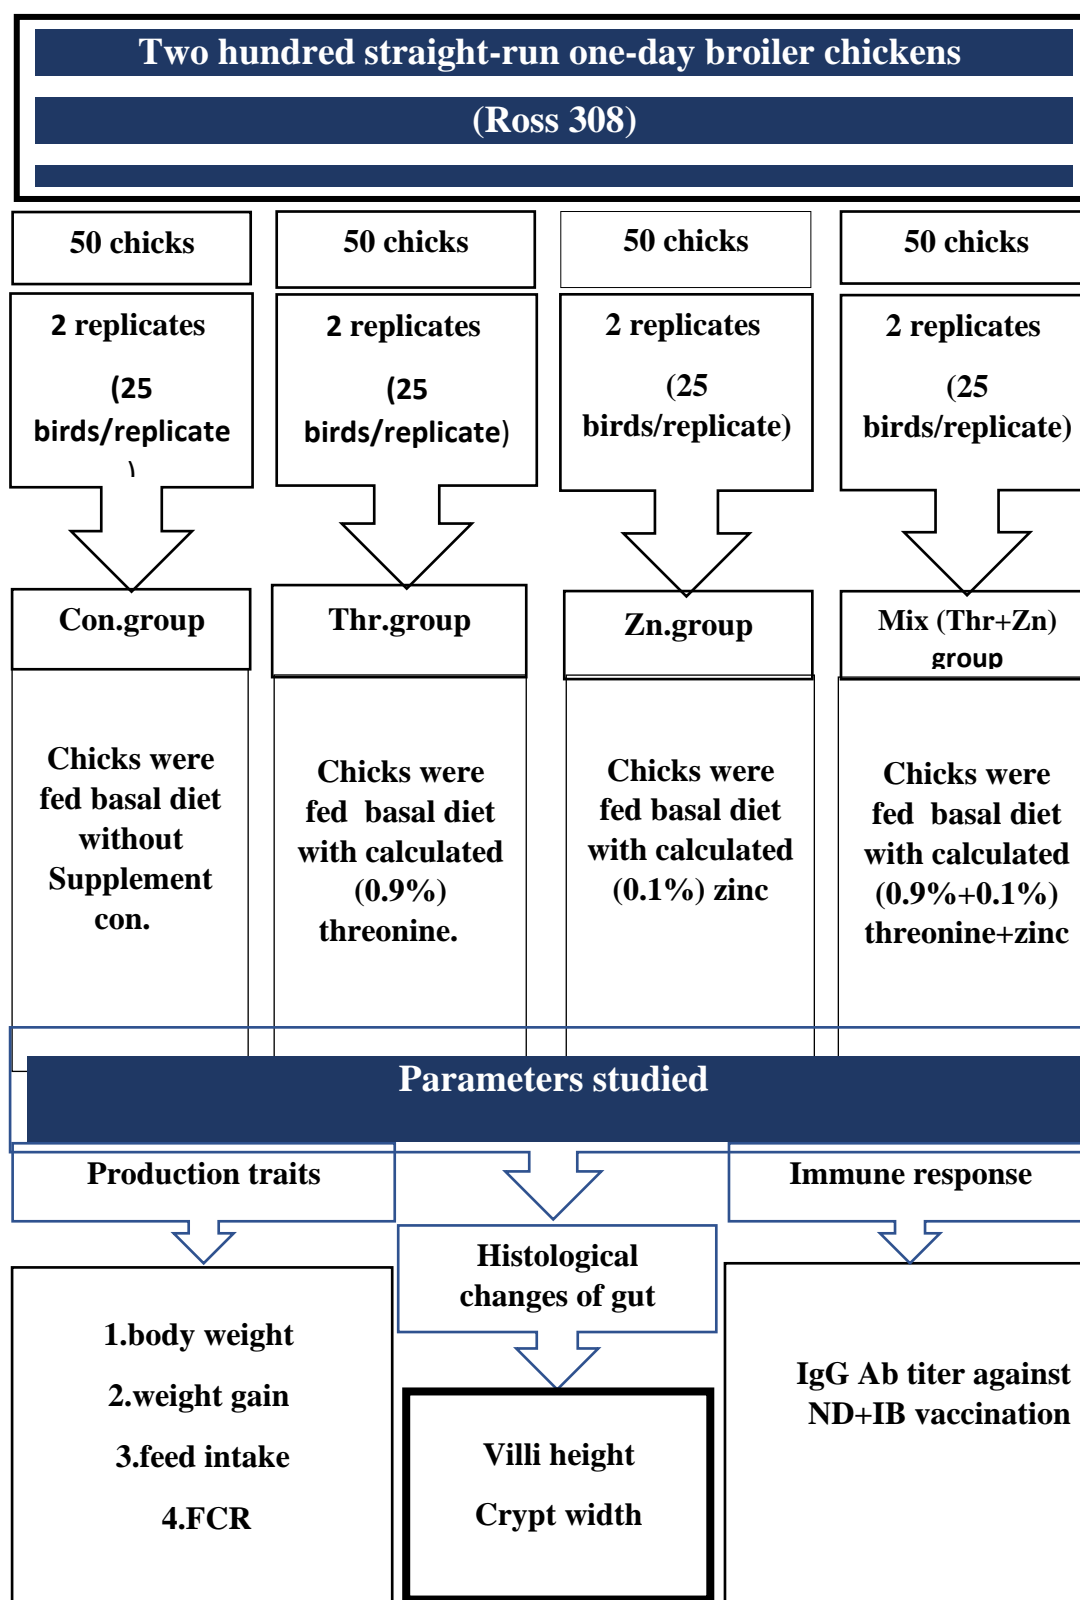 Two hundred straight-run one-day broiler chickens
(Ross 308)
50 chicks
50 chicks
50 chicks
50 chicks
2 replicates
(25
birds/replicate
)
2 replicates
(25
birds/replicate)
2 replicates
(25
birds/replicate)
2 replicates
(25
birds/replicate)
Con.group
Thr.group
Zn.group
Mix (Thr+Zn)
group
Chicks were
fed basal diet
without
Supplement
con.
Chicks were
fed basal diet
with calculated
(0.9%)
threonine.
Chicks were
fed basal diet
with calculated
(0.1%) zinc
Chicks were
fed basal diet
with calculated
(0.9%+0.1%)
threonine+zinc
Parameters studied
Production traits
1.body weight
2.weight gain
3.feed intake
4.FCR
Histological
changes of gut
Villi height
Crypt width
Immune response
IgG Ab titer against
ND+IB vaccination